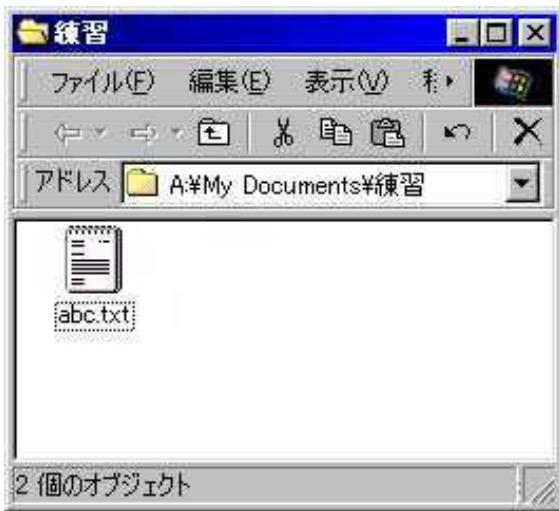 練習
ファイル(F) 編集(E) 表示(V)
アドレス A:¥My Documents¥練習
abc.txt
2 個のオブジェクト